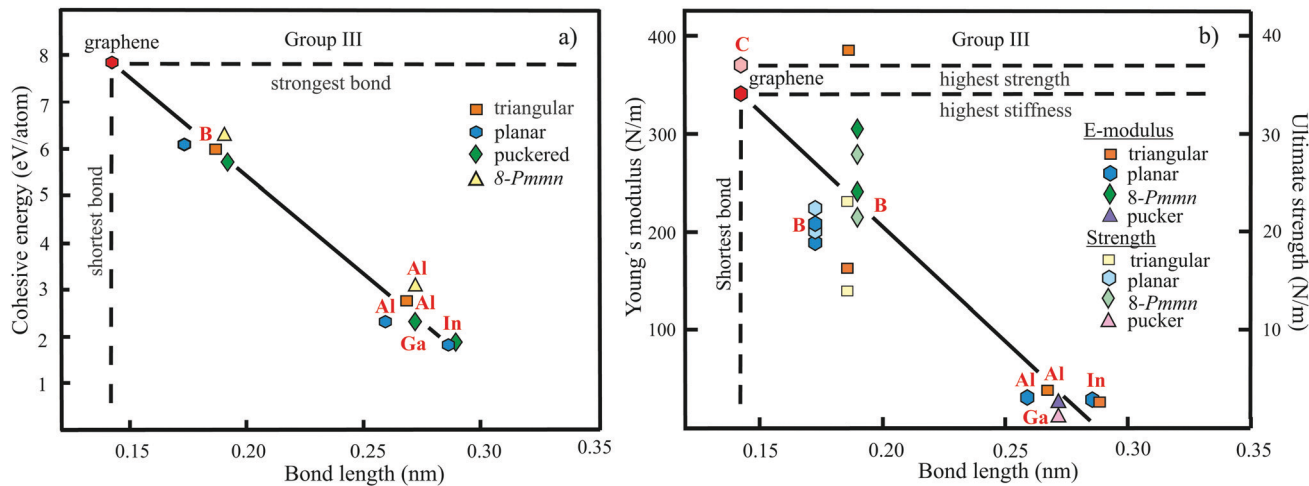 a)
Group III
graphene
strongest bond
shortest bond
triangular
planar
puckered
8-Pmmn
B
Al
Al
Al
Ga
In
Cohesive energy (eV/atom)
8
7
6
5
4
3
2
1
0.15
0.20
0.25
0.30
0.35
Bond length (nm)
b)
Group III
C
graphene
highest strength
highest stiffness
Shortest bond
E-modulus
triangular
planar
8-Pmmn
pucker
Strength
triangular
planar
8-Pmmn
pucker
B
B
Al
Al
Ga
In
Young´s modulus (N/m)
400
300
200
100
Ultimate strength (N/m)
40
30
20
10
0.15
0.20
0.25
0.30
Bond length (nm)